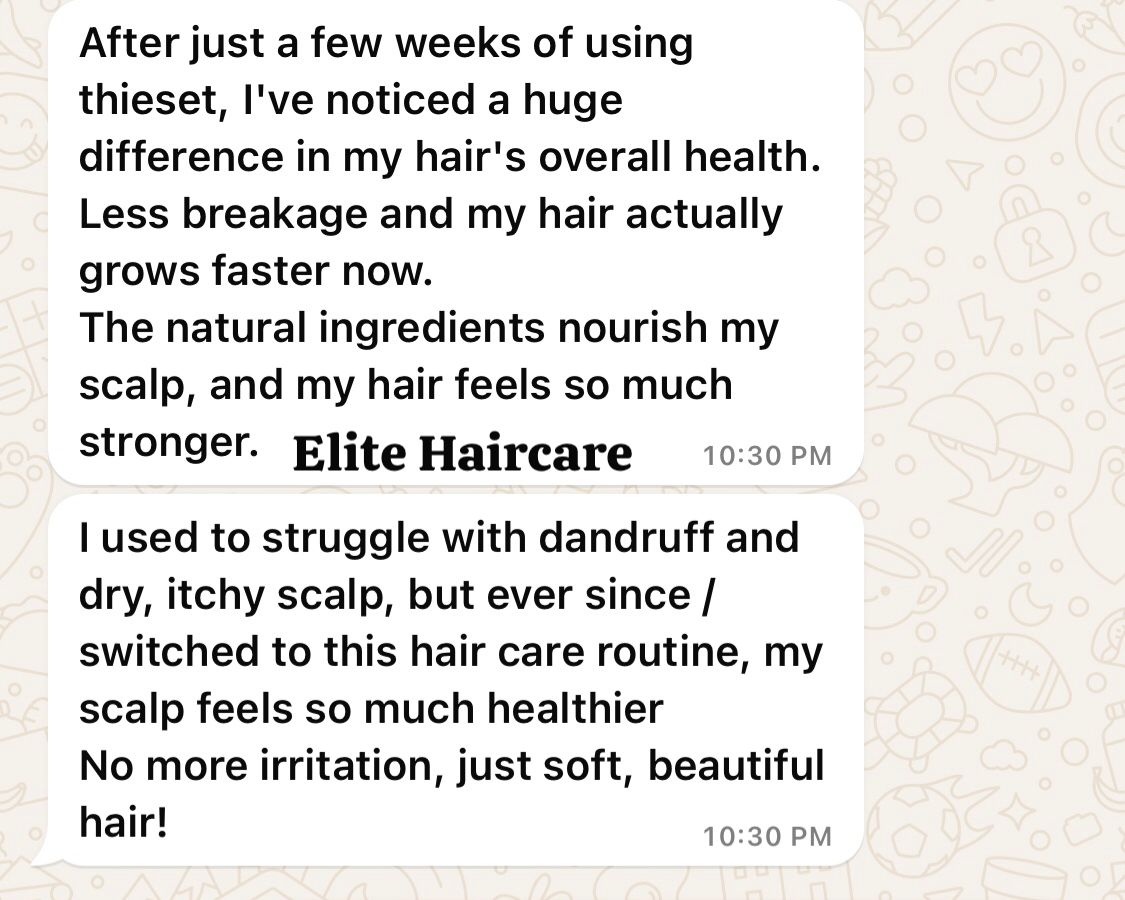 After just a few weeks of using
thieset, I've noticed a huge
difference in my hair's overall health.
Less breakage and my hair actually
grows faster now.
The natural ingredients nourish my
scalp, and my hair feels so much
stronger. Elite Haircare 10:30 PM
I used to struggle with dandruff and
dry, itchy scalp, but ever since /
switched to this hair care routine, my
scalp feels so much healthier
No more irritation, just soft, beautiful
hair! 10:30 PM